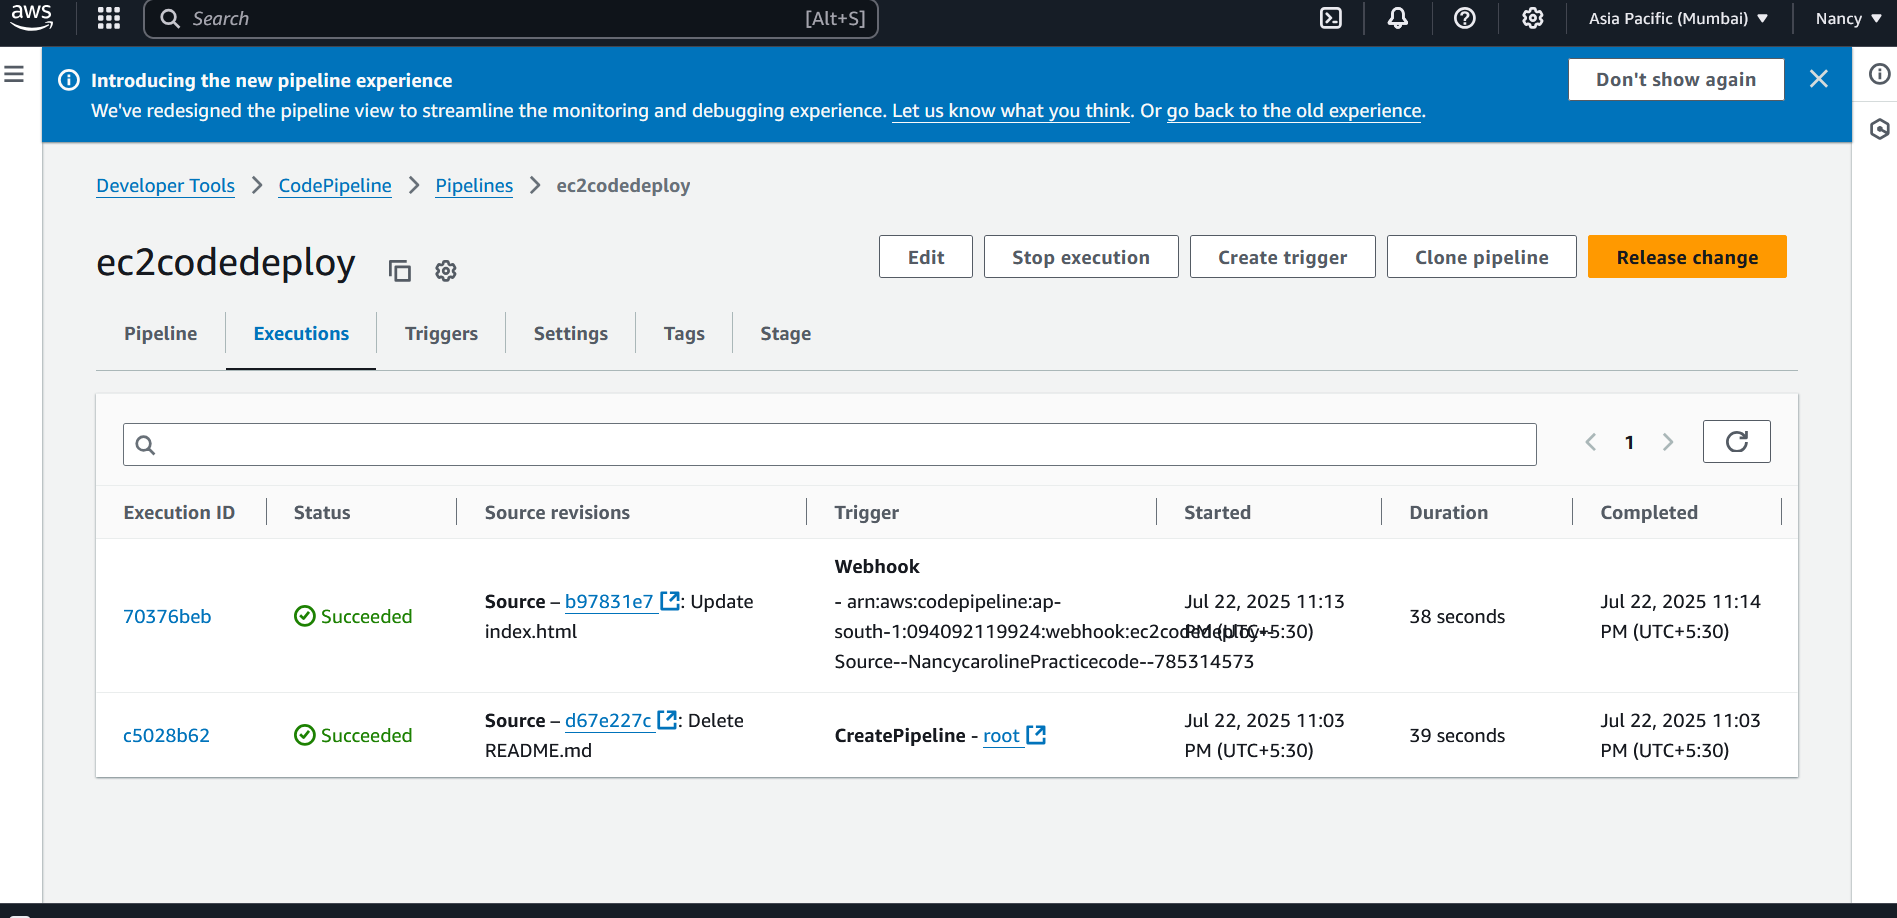 aws
Search
[Alt+S]
Asia Pacific (Mumbai)
Nancy
Introducing the new pipeline experience
Don't show again
We've redesigned the pipeline view to streamline the monitoring and debugging experience. Let us know what you think. Or go back to the old experience.
Developer Tools
CodePipeline
Pipelines
ec2codedeploy
ec2codedeploy
Edit
Stop execution
Create trigger
Clone pipeline
Release change
Pipeline
Executions
Triggers
Settings
Tags
Stage
1
Execution ID
Status
Source revisions
Trigger
Started
Duration
Completed
70376beb
Succeeded
Source – b97831e7 : Update
index.html
Webhook
- arn:aws:codepipeline:ap-
south-1:094092119924:webhook:ec2codedeploy--
Source--NancycarolinePracticecode--785314573
Jul 22, 2025 11:13
PM (UTC+5:30)
38 seconds
Jul 22, 2025 11:14
PM (UTC+5:30)
c5028b62
Succeeded
Source – d67e227c : Delete
README.md
CreatePipeline - root
Jul 22, 2025 11:03
PM (UTC+5:30)
39 seconds
Jul 22, 2025 11:03
PM (UTC+5:30)